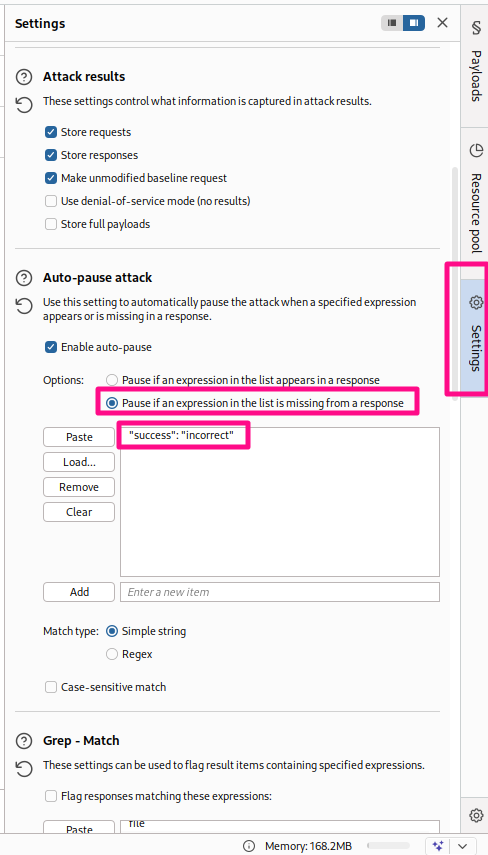 Settings
Attack results
These settings control what information is captured in attack results.
Store requests
Store responses
Make unmodified baseline request
Use denial-of-service mode (no results)
Store full payloads
Auto-pause attack
Use this setting to automatically pause the attack when a specified expression
appears or is missing in a response.
Enable auto-pause
Options:
Pause if an expression in the list appears in a response
Pause if an expression in the list is missing from a response
Paste
Load...
Remove
Clear
"success": "incorrect"
Add
Enter a new item
Match type:
Simple string
Regex
Case-sensitive match
Grep - Match
These settings can be used to flag result items containing specified expressions.
Flag responses matching these expressions:
Paste
file
Payloads
Resource pool
Settings
Memory: 168.2MB